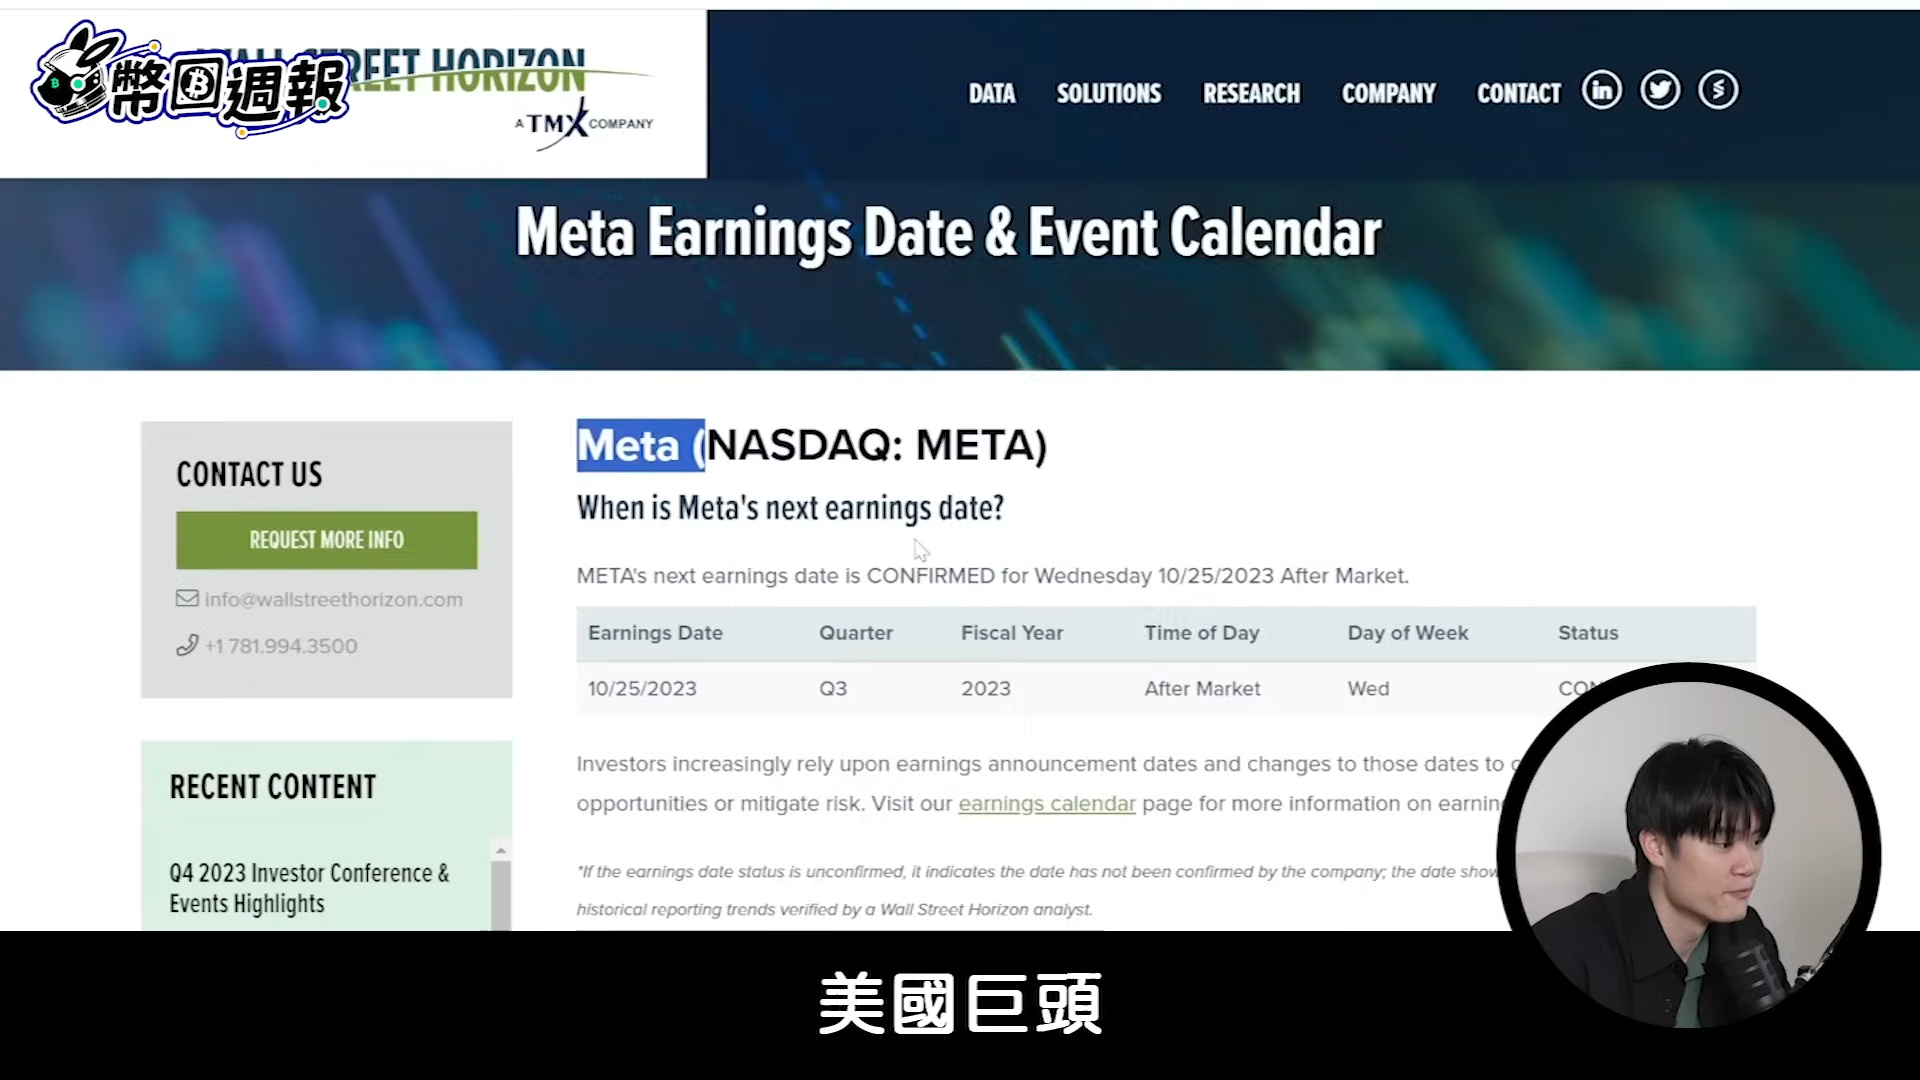 幣回週報
REET HORIZON
A TMX COMPANY
DATA SOLUTIONS RESEARCH COMPANY CONTACT
Meta Earnings Date & Event Calendar
CONTACT US
REQUEST MORE INFO
info@wallstreethorizon.com
+1 781.994.3500
RECENT CONTENT
Q4 2023 Investor Conference &
Events Highlights
Meta (NASDAQ: META)
When is Meta's next earnings date?
META's next earnings date is CONFIRMED for Wednesday 10/25/2023 After Market.
Earnings Date Quarter Fiscal Year Time of Day Day of Week Status
10/25/2023 Q3 2023 After Market Wed
Investors increasingly rely upon earnings announcement dates and changes to those dates to
opportunities or mitigate risk. Visit our earnings calendar page for more information on
*If the earnings date status is unconfirmed, it indicates the date has not been confirmed by the company; the date
historical reporting trends verified by a Wall Street Horizon analyst.
美國巨頭